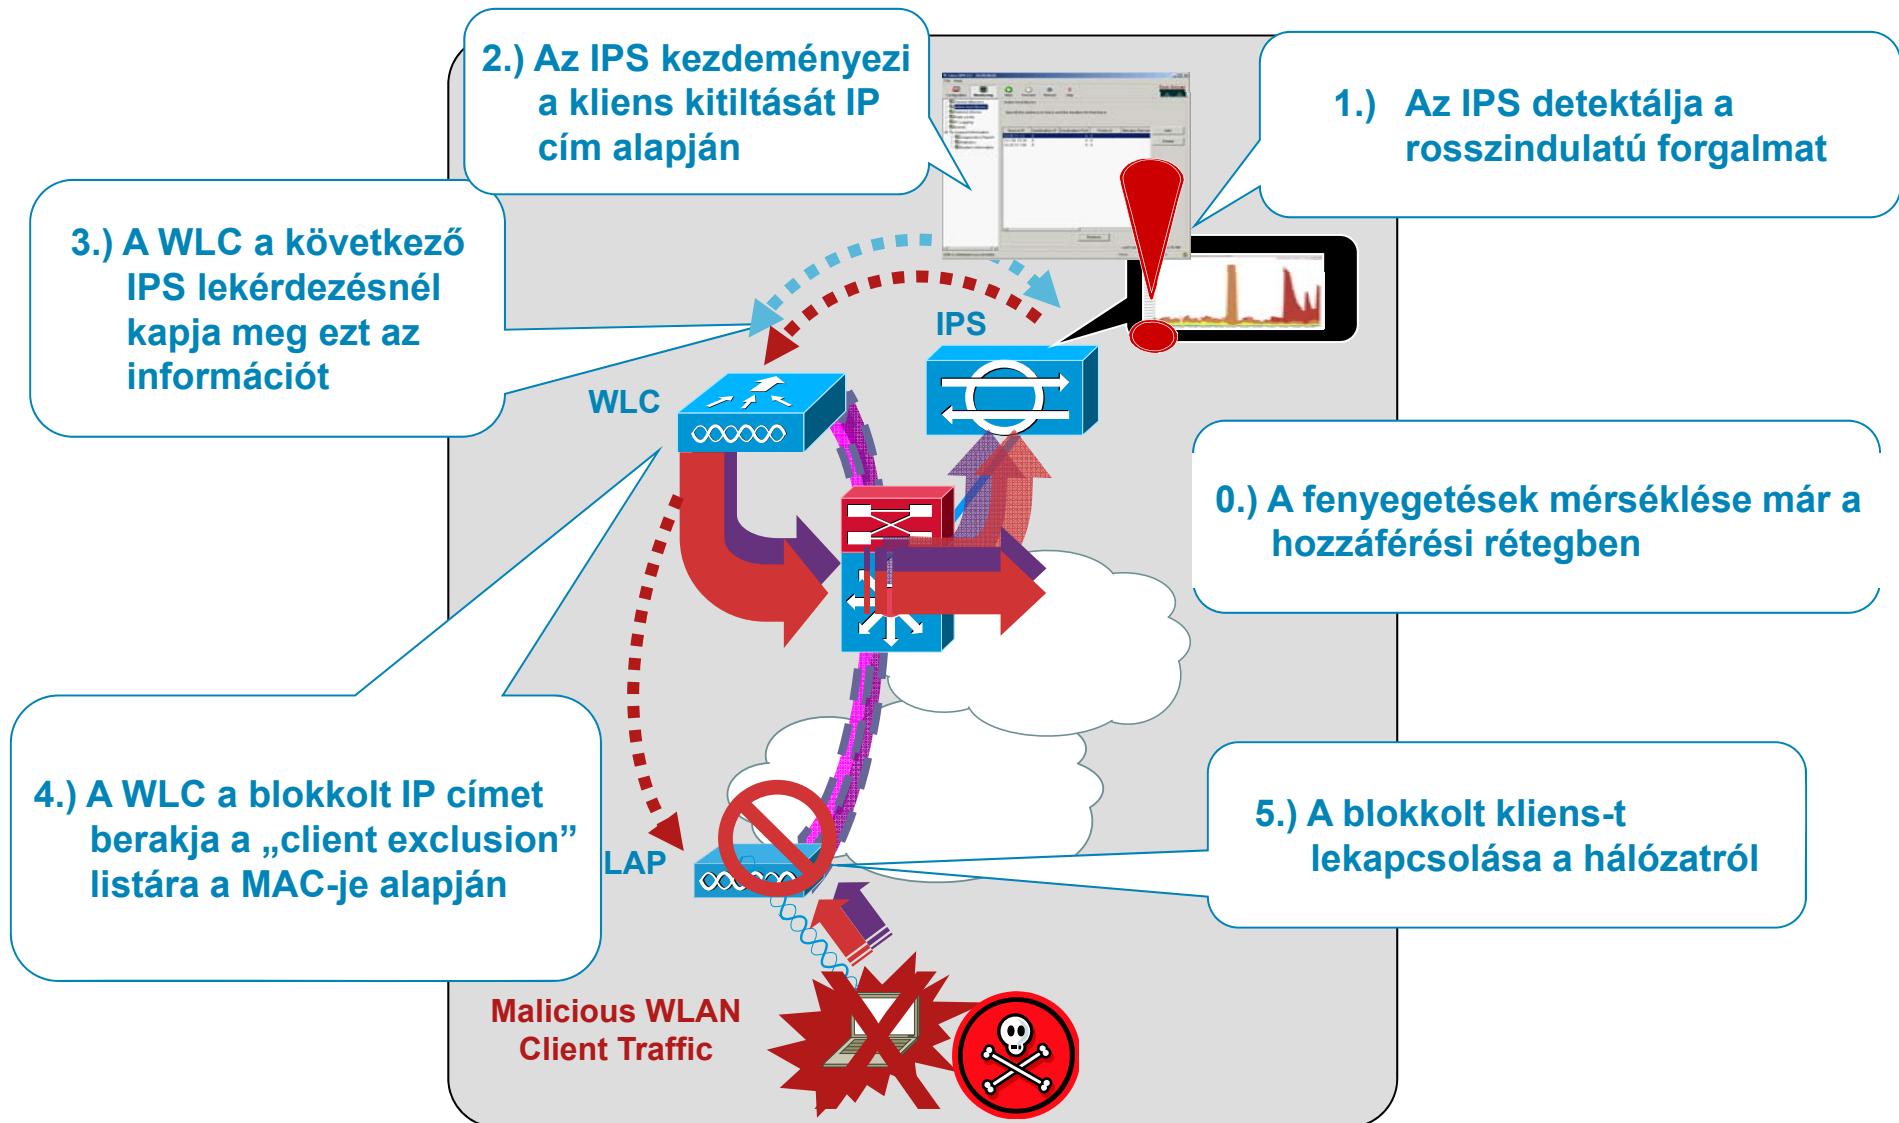 2.) Az IPS kezdeményezi
a kliens kitiltását IP
cím alapján
1.) Az IPS detektálja a
rosszindulatú forgalmat
3.) A WLC a következő
IPS lekérdezésnél
kapja meg ezt az
információt
IPS
WLC
0.) A fenyegetések mérséklése már a
hozzáférési rétegben
4.) A WLC a blokkolt IP címet
berakja a „client exclusion”
listára a MAC-je alapján
LAP
5.) A blokkolt kliens-t
lekapcsolása a hálózatról
Malicious WLAN
Client Traffic